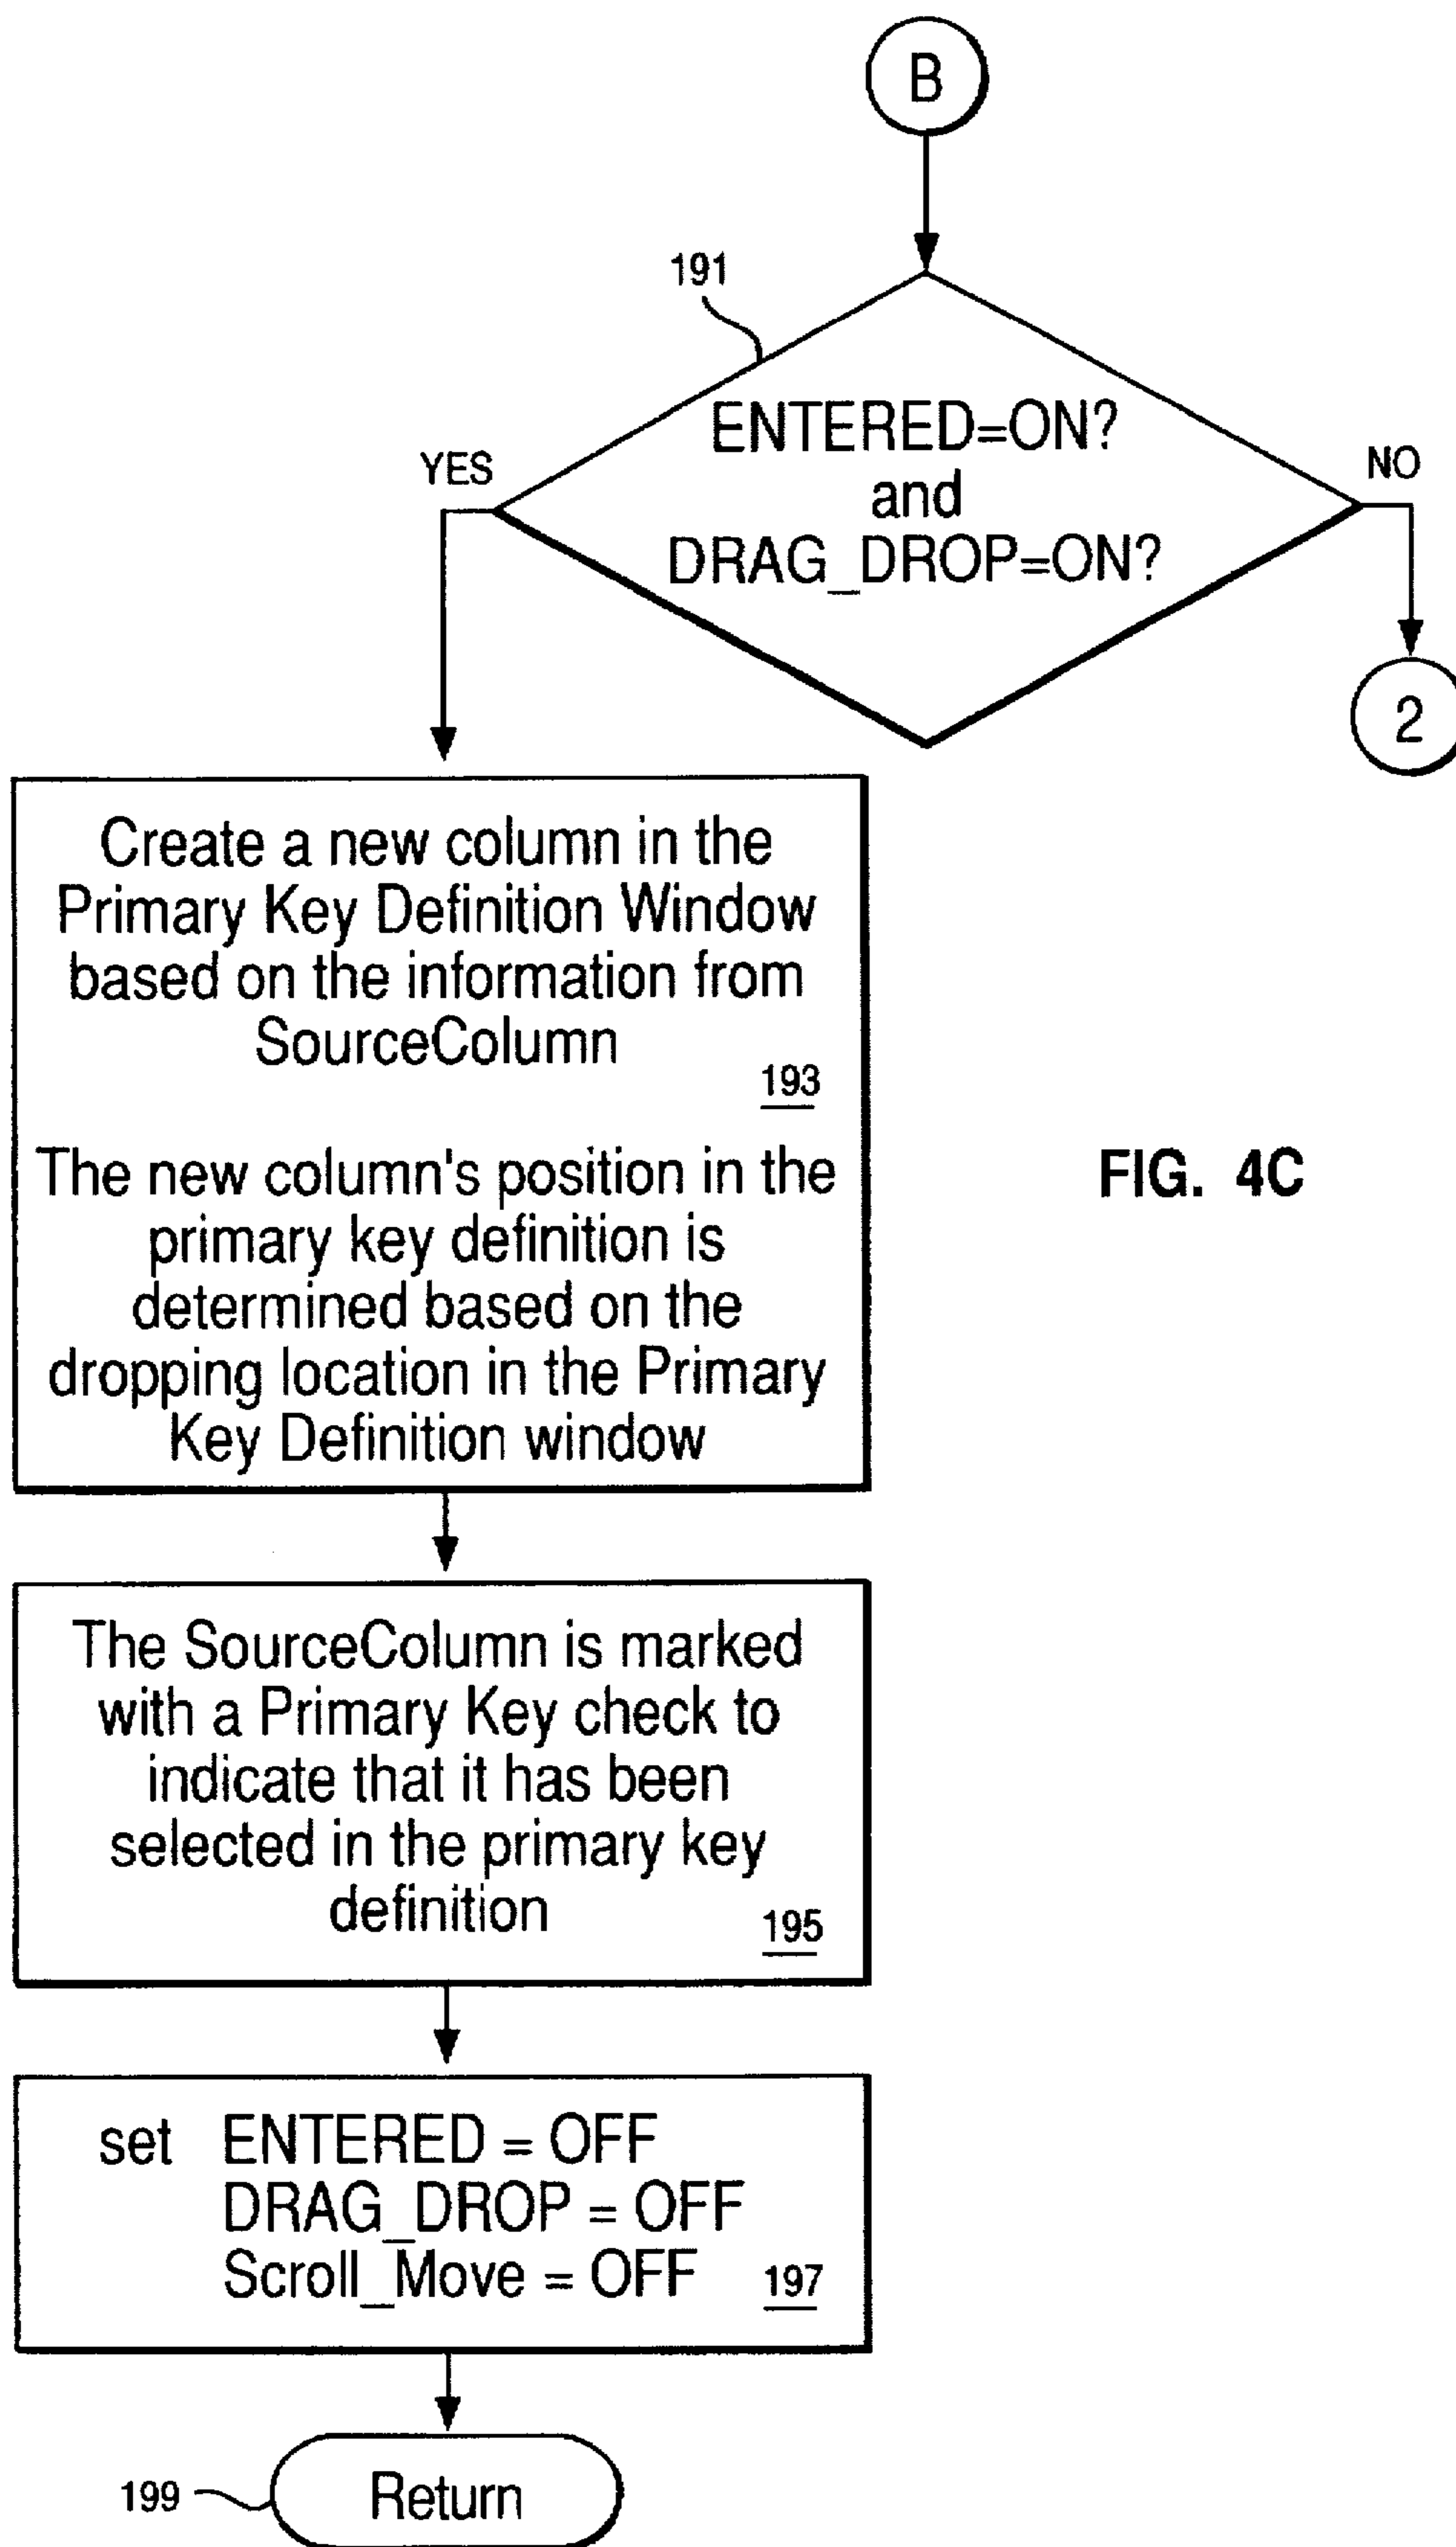 B
191
ENTERED=ON?
and
DRAG_DROP=ON?
YES
NO
2
Create a new column in the
Primary Key Definition Window
based on the information from
SourceColumn
193
The new column's position in the
primary key definition is
determined based on the
dropping location in the Primary
Key Definition window
FIG. 4C
The SourceColumn is marked
with a Primary Key check to
indicate that it has been
selected in the primary key
definition
195
set ENTERED = OFF
DRAG_DROP = OFF
Scroll_Move = OFF
197
199
Return